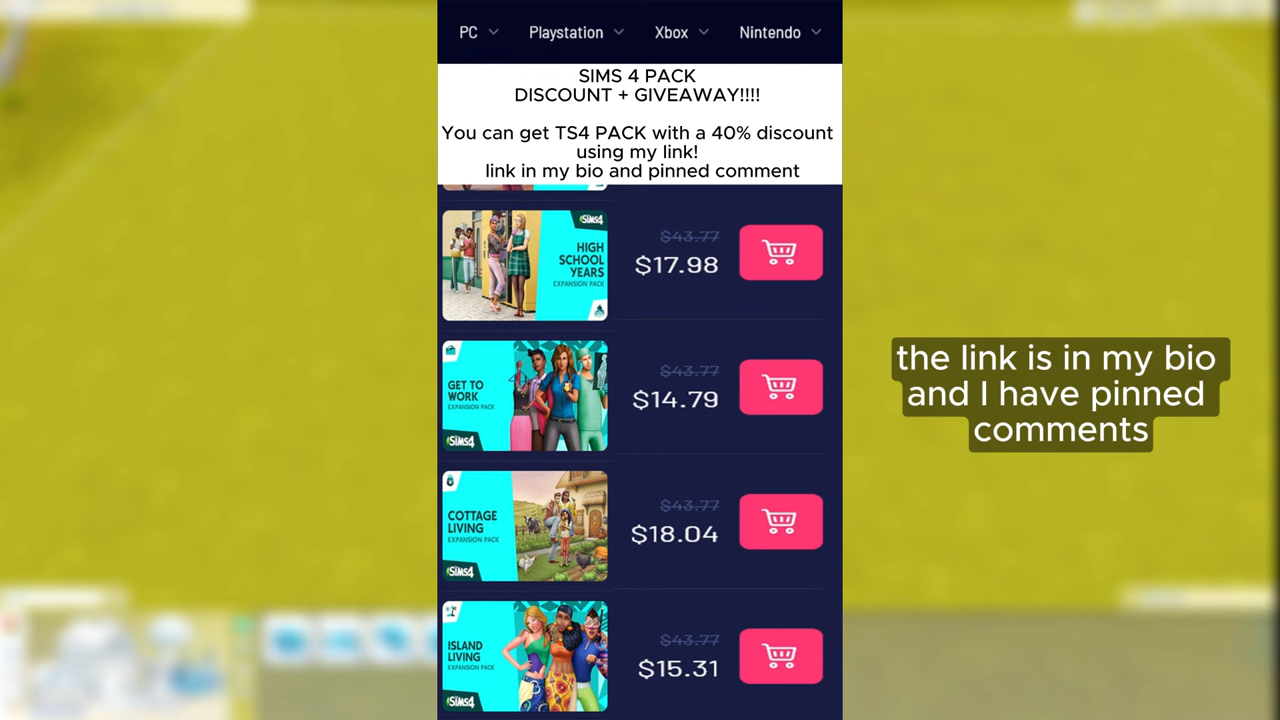 PC
Playstation
Xbox
Nintendo
SIMS 4 PACK
DISCOUNT + GIVEAWAY!!!!
You can get TS4 PACK with a 40% discount
using my link!
link in my bio and pinned comment
SIMS4
HIGH
SCHOOL
YEARS
EXPANSION PACK
$43.77
$17.98
GET TO
WORK
EXPANSION PACK
SIMS4
$43.77
$14.79
COTTAGE
LIVING
EXPANSION PACK
SIMS4
$43.77
$18.04
ISLAND
LIVING
EXPANSION PACK
SIMS4
$43.77
$15.31
the link is in my bio
and I have pinned
comments